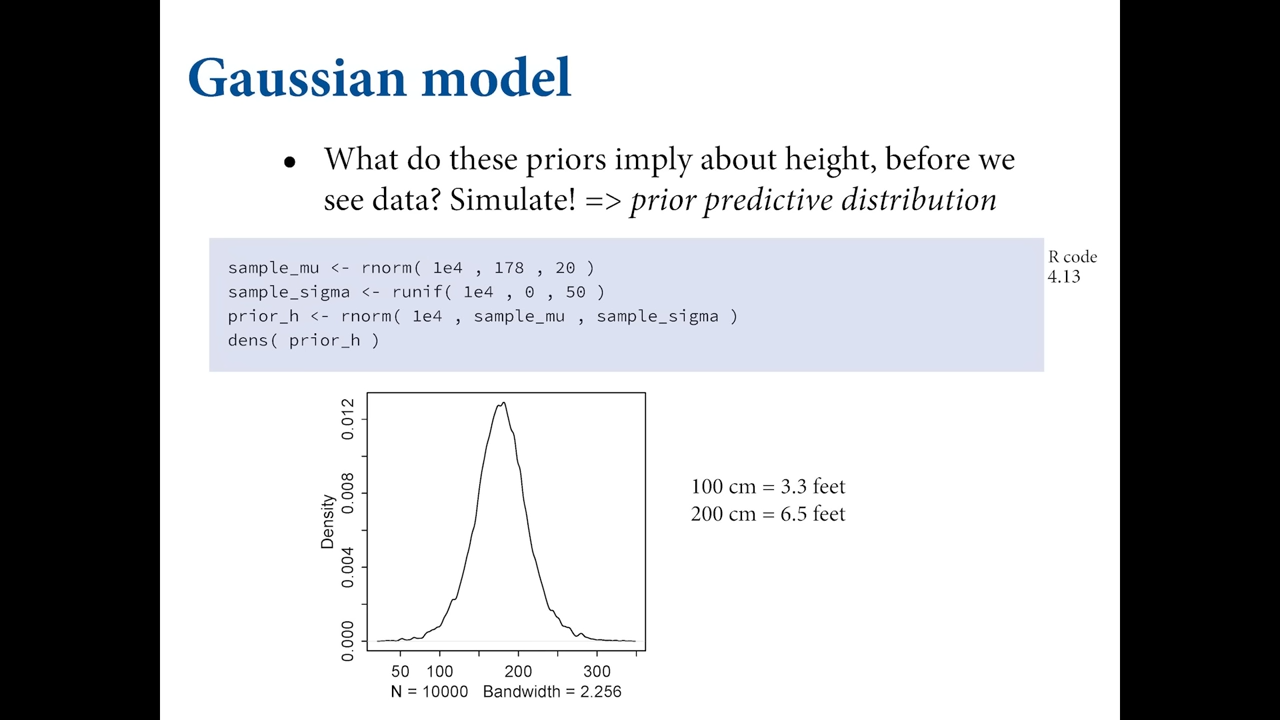 Gaussian model
• What do these priors imply about height, before we
see data? Simulate! => prior predictive distribution
sample_mu <- rnorm( 1e4 , 178 , 20 )
sample_sigma <- runif( 1e4 , 0 , 50 )
prior_h <- rnorm( 1e4 , sample_mu , sample_sigma )
dens( prior_h )
R code
4.13
Density
0.012
0.008
0.004
0.000
50 100 200 300
N = 10000 Bandwidth = 2.256
100 cm = 3.3 feet
200 cm = 6.5 feet